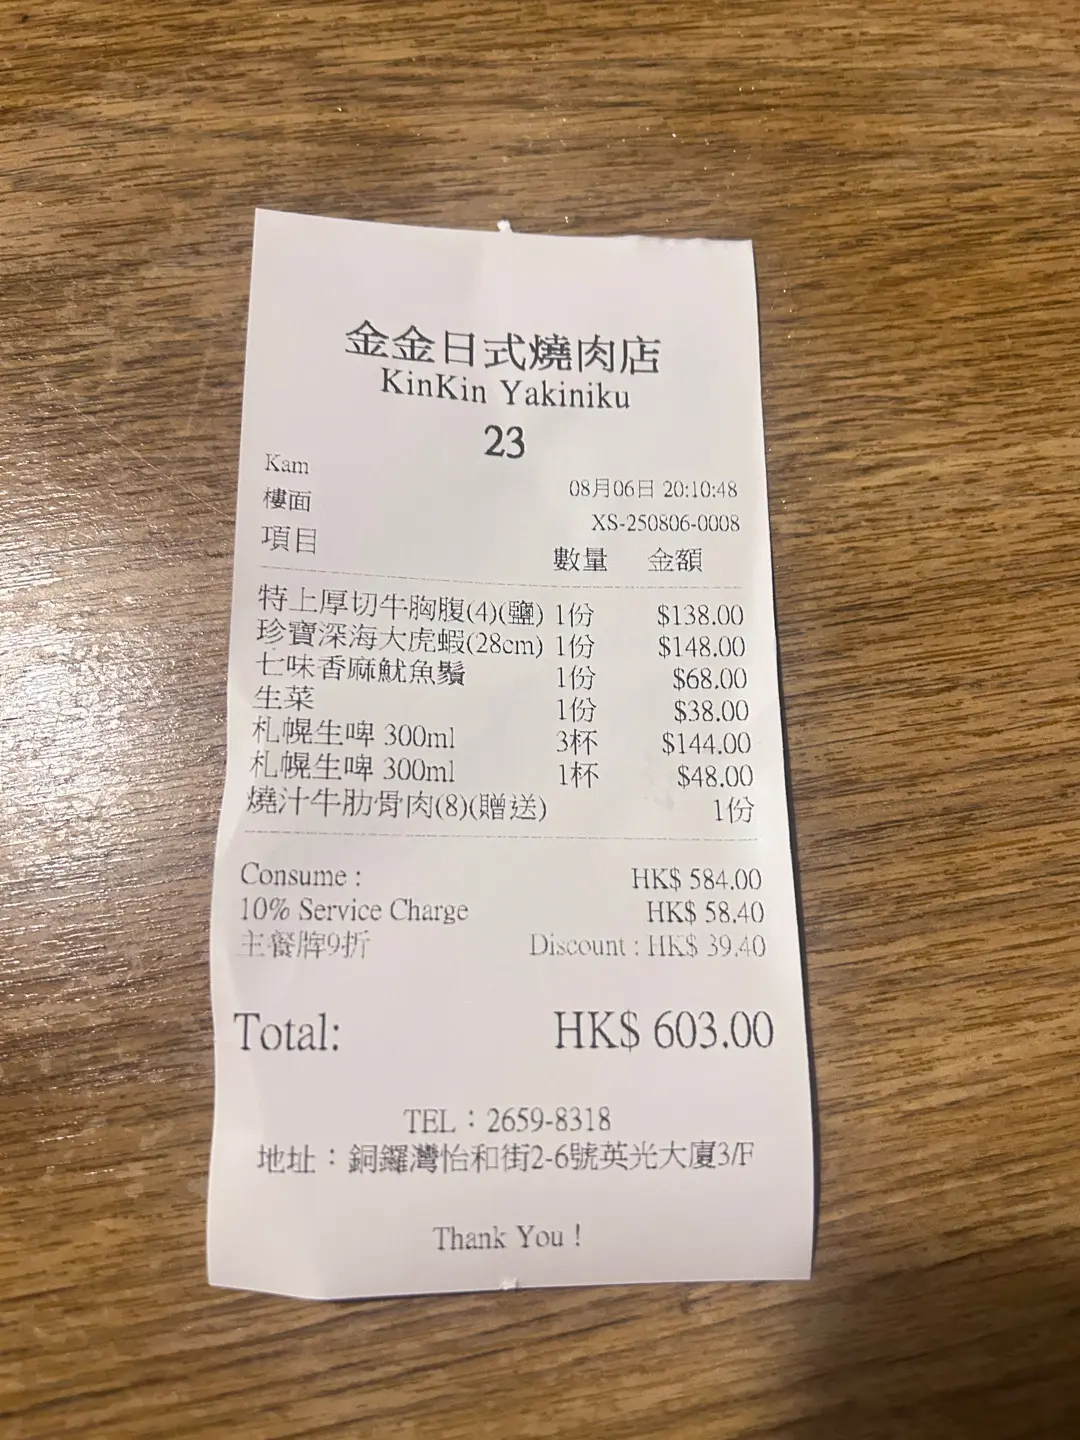 金金日式燒肉店
KinKin Yakiniku
23
Kam
樓面 08月06日 20:10:48
XS-250806-0008
項目 數量 金額
特上厚切牛胸腹(4)(鹽) 1份 $138.00
珍寶深海大虎蝦(28cm) 1份 $148.00
七味香麻魷魚鬚 1份 $68.00
生菜 1份 $38.00
札幌生啤 300ml 3杯 $144.00
札幌生啤 300ml 1杯 $48.00
燒汁牛肋骨肉(8)(贈送) 1份
Consume : HK$ 584.00
10% Service Charge HK$ 58.40
主餐牌9折 Discount : HK$ 39.40
Total: HK$ 603.00
TEL：2659-8318
地址：銅鑼灣怡和街2-6號英光大廈3/F
Thank You !